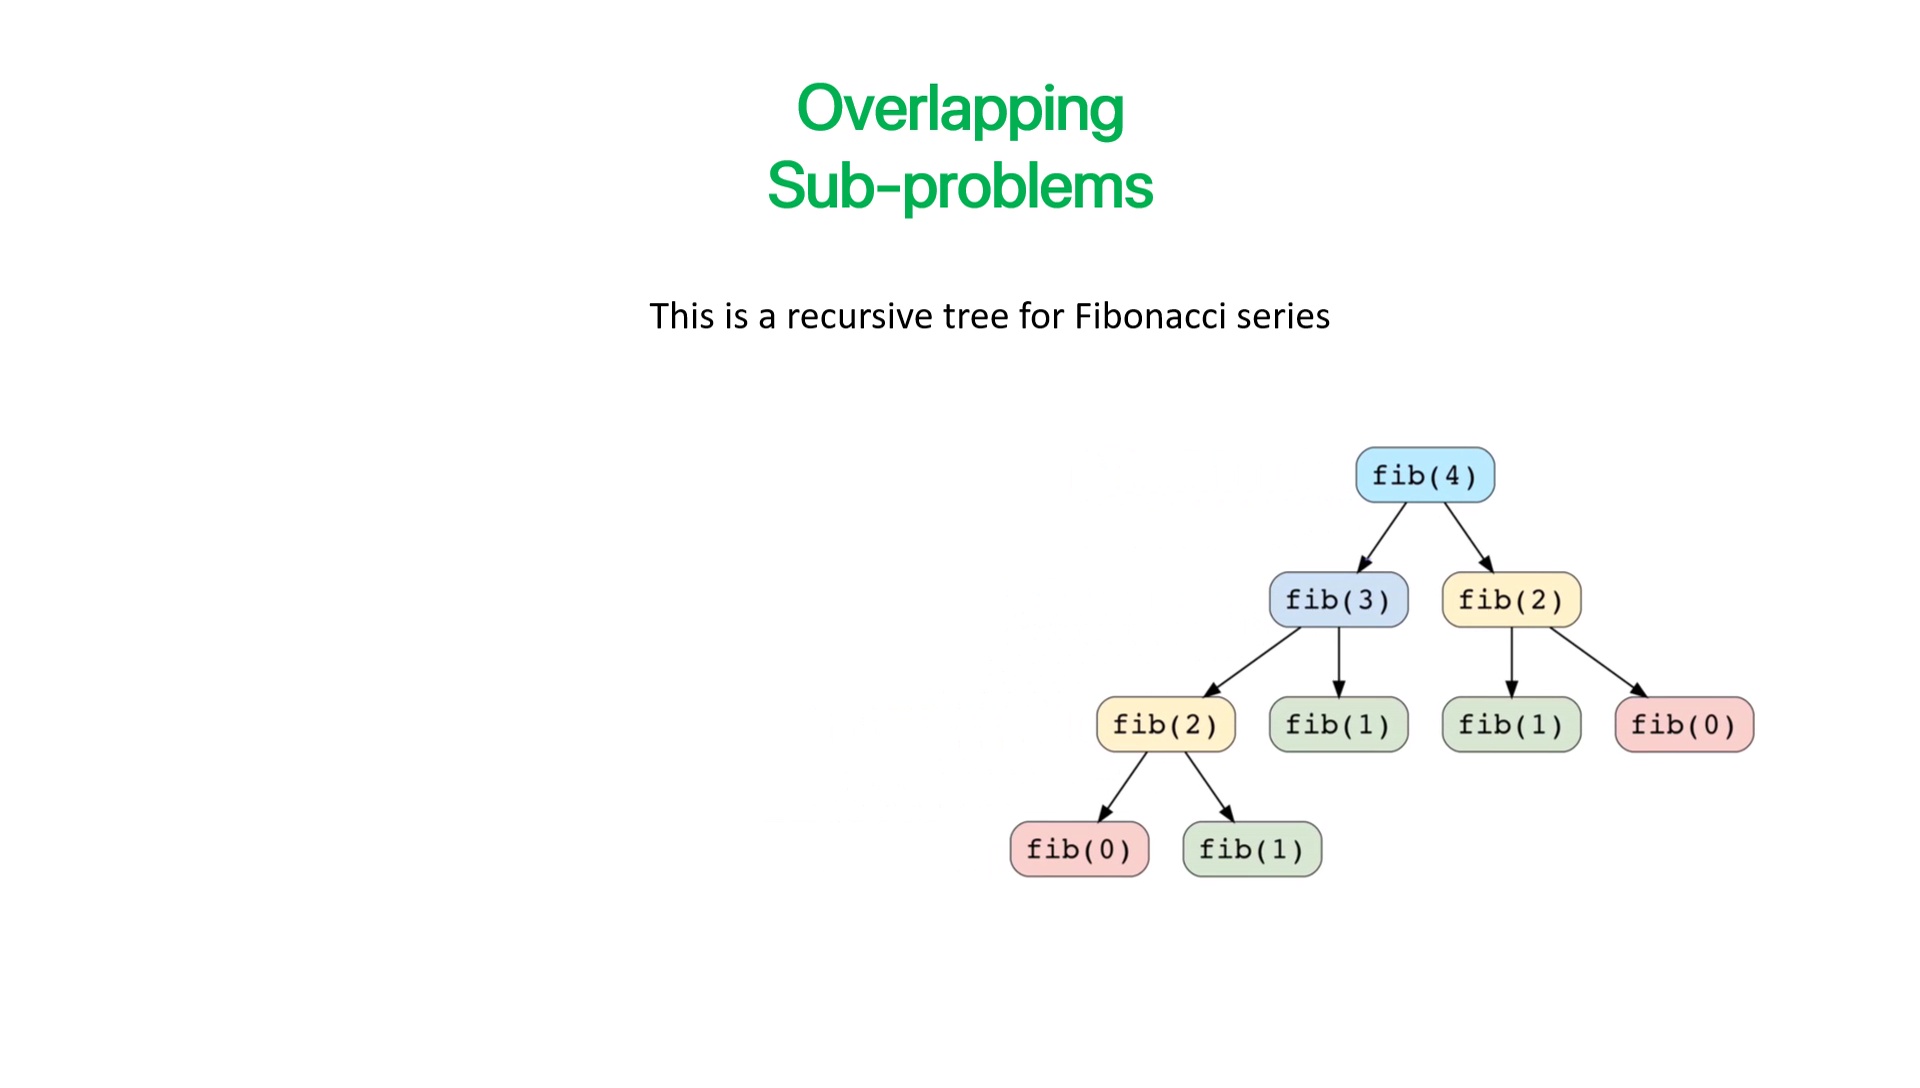 Overlapping
Sub-problems
This is a recursive tree for Fibonacci series
fib(4)
fib(3) fib(2)
fib(2) fib(1) fib(1) fib(0)
fib(0) fib(1)